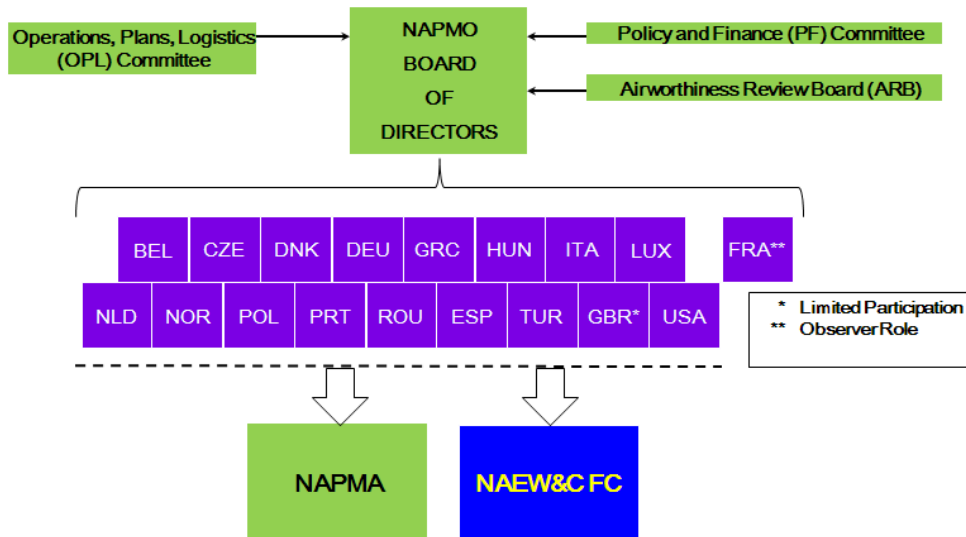 Operations, Plans, Logistics
(OPL) Committee
NAPMO
BOARD
OF
DIRECTORS
Policy and Finance (PF) Committee
Airworthiness Review Board (ARB)
BEL CZE DNK DEU GRC HUN ITA LUX FRA**
NLD NOR POL PRT ROU ESP TUR GBR* USA
* Limited Participation
** Observer Role
NAPMA
NAEW&C FC